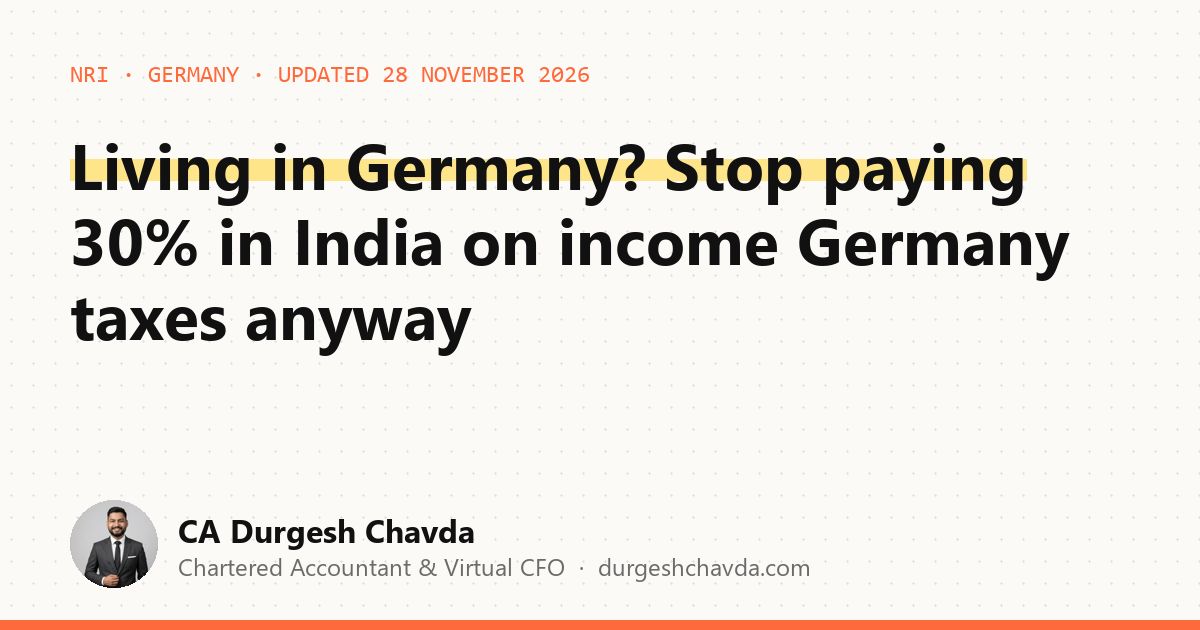 NRI · GERMANY · UPDATED 28 NOVEMBER 2026
Living in Germany? Stop paying
30% in India on income Germany
taxes anyway
CA Durgesh Chavda
Chartered Accountant & Virtual CFO · durgeshchavda.com